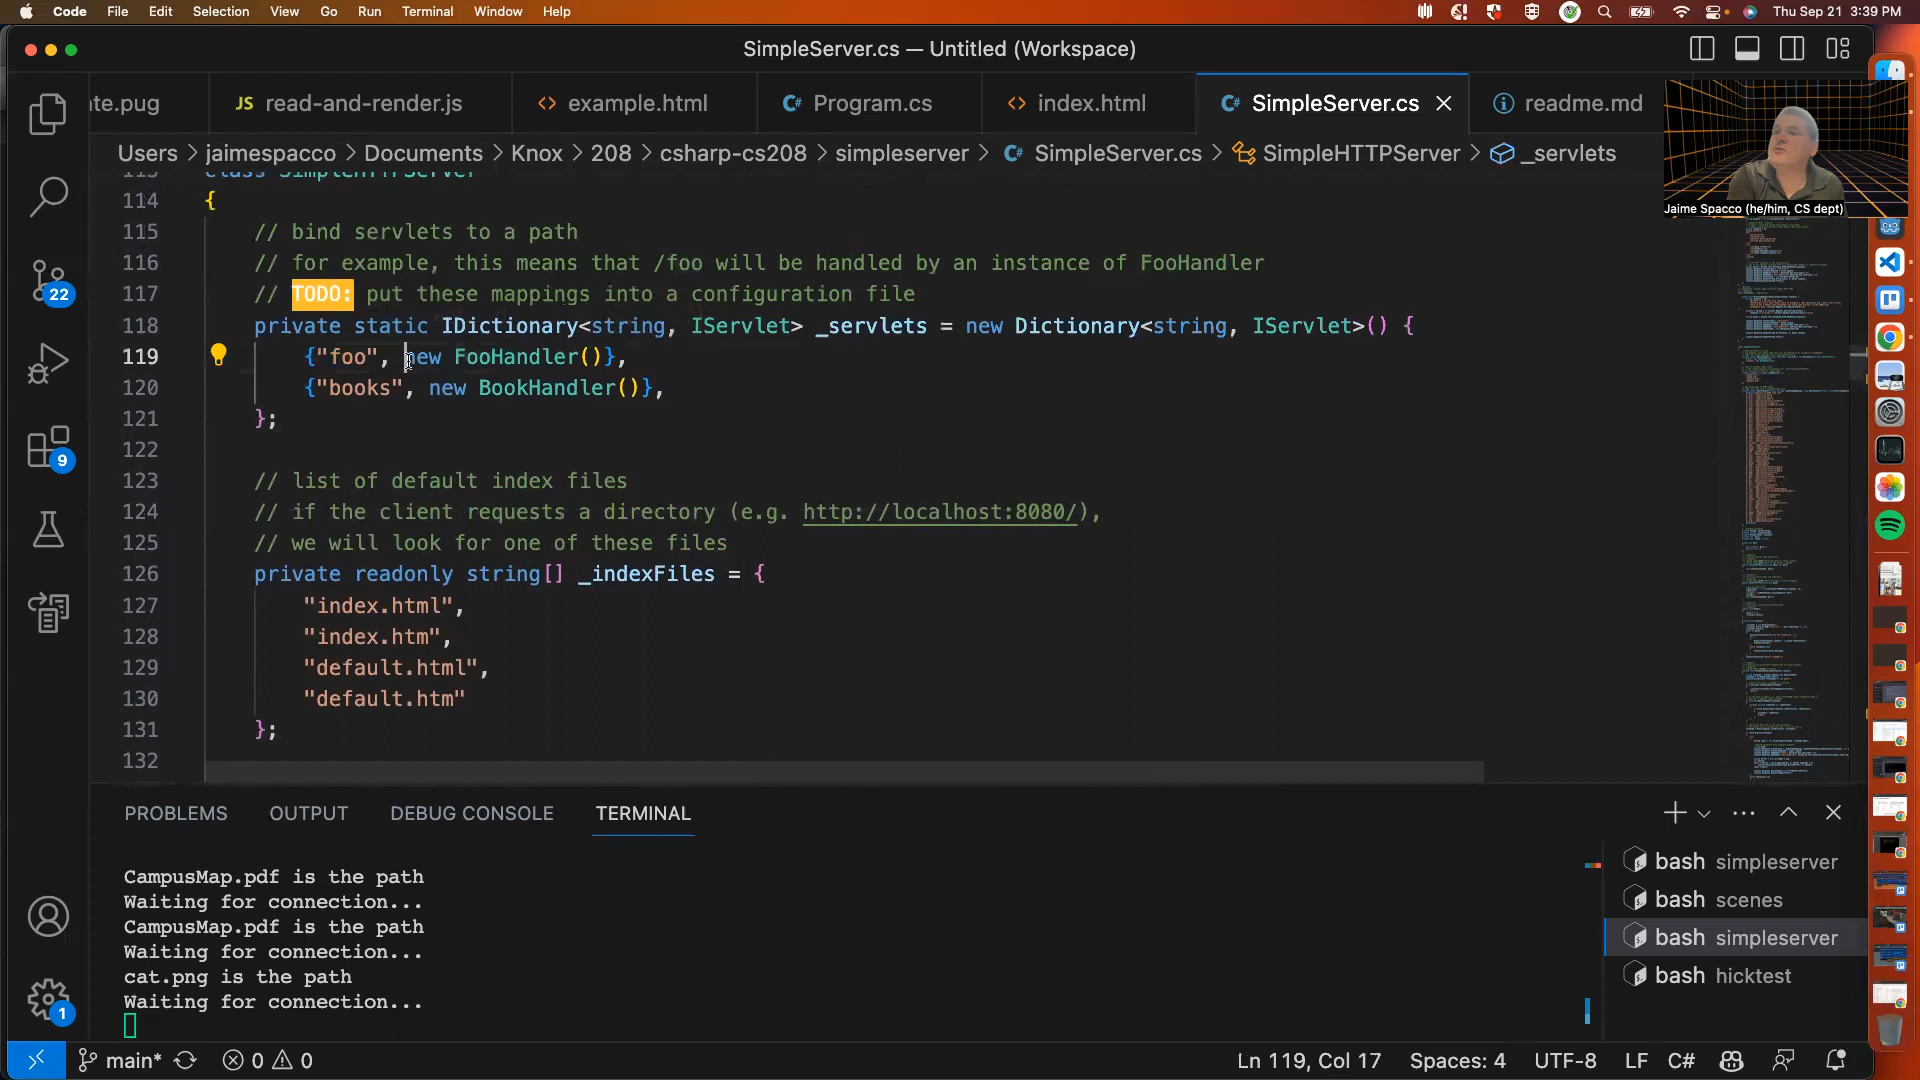 Code File Edit Selection View Go Run Terminal Window Help Thu Sep 21 3:39 PM
SimpleServer.cs — Untitled (Workspace)
ate.pug JS read-and-render.js example.html C# Program.cs index.html C# SimpleServer.cs readme.md
Users > jaimespacco > Documents > Knox > 208 > csharp-cs208 > simpleserver > C# SimpleServer.cs > SimpleHTTPServer > _servlets
Jaime Spacco (he/him, CS dept)
113 class SimpleHTTPServer
114 {
115 // bind servlets to a path
116 // for example, this means that /foo will be handled by an instance of FooHandler
117 // TODO: put these mappings into a configuration file
118 private static IDictionary<string, IServlet> _servlets = new Dictionary<string, IServlet>() {
119 {"foo", new FooHandler()},
120 {"books", new BookHandler()},
121 };
122
123 // list of default index files
124 // if the client requests a directory (e.g. http://localhost:8080/),
125 // we will look for one of these files
126 private readonly string[] _indexFiles = {
127 "index.html",
128 "index.htm",
129 "default.html",
130 "default.htm"
131 };
132
22
9
1
PROBLEMS OUTPUT DEBUG CONSOLE TERMINAL
CampusMap.pdf is the path
Waiting for connection...
CampusMap.pdf is the path
Waiting for connection...
cat.png is the path
Waiting for connection...
bash simpleserver
bash scenes
bash simpleserver
bash hicktest
main* 0 0 Ln 119, Col 17 Spaces: 4 UTF-8 LF C#